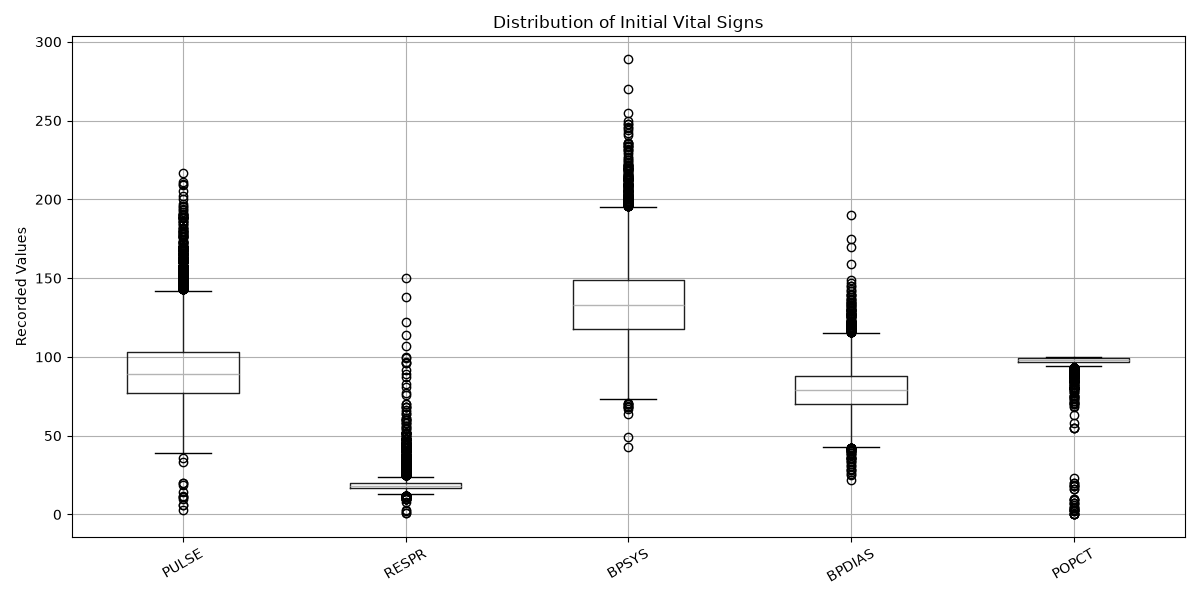 Distribution of Initial Vital Signs
300
250
200
150
100
50
0
Recorded Values
PULSE
RESPR
BPSYS
BPDIAS
POPCT